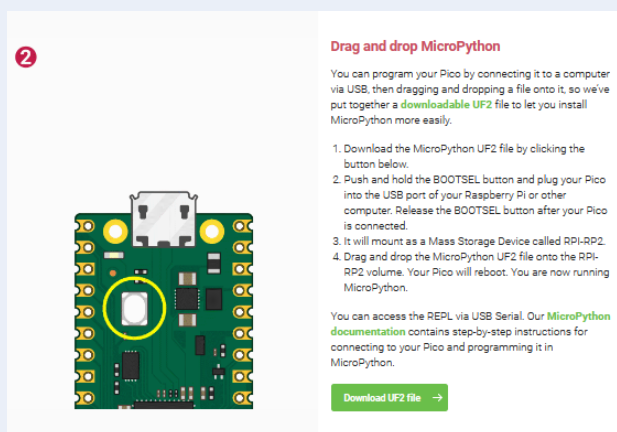 2
Drag and drop MicroPython
You can program your Pico by connecting it to a computer
via USB, then dragging and dropping a file onto it, so we've
put together a downloadable UF2 file to let you install
MicroPython more easily.
1. Download the MicroPython UF2 file by clicking the
button below.
2. Push and hold the BOOTSEL button and plug your Pico
into the USB port of your Raspberry Pi or other
computer. Release the BOOTSEL button after your Pico
is connected.
3. It will mount as a Mass Storage Device called RPI-RP2.
4. Drag and drop the MicroPython UF2 file onto the RPI-
RP2 volume. Your Pico will reboot. You are now running
MicroPython.
You can access the REPL via USB Serial. Our MicroPython
documentation contains step-by-step instructions for
connecting to your Pico and programming it in
MicroPython.
Download UF2 file →